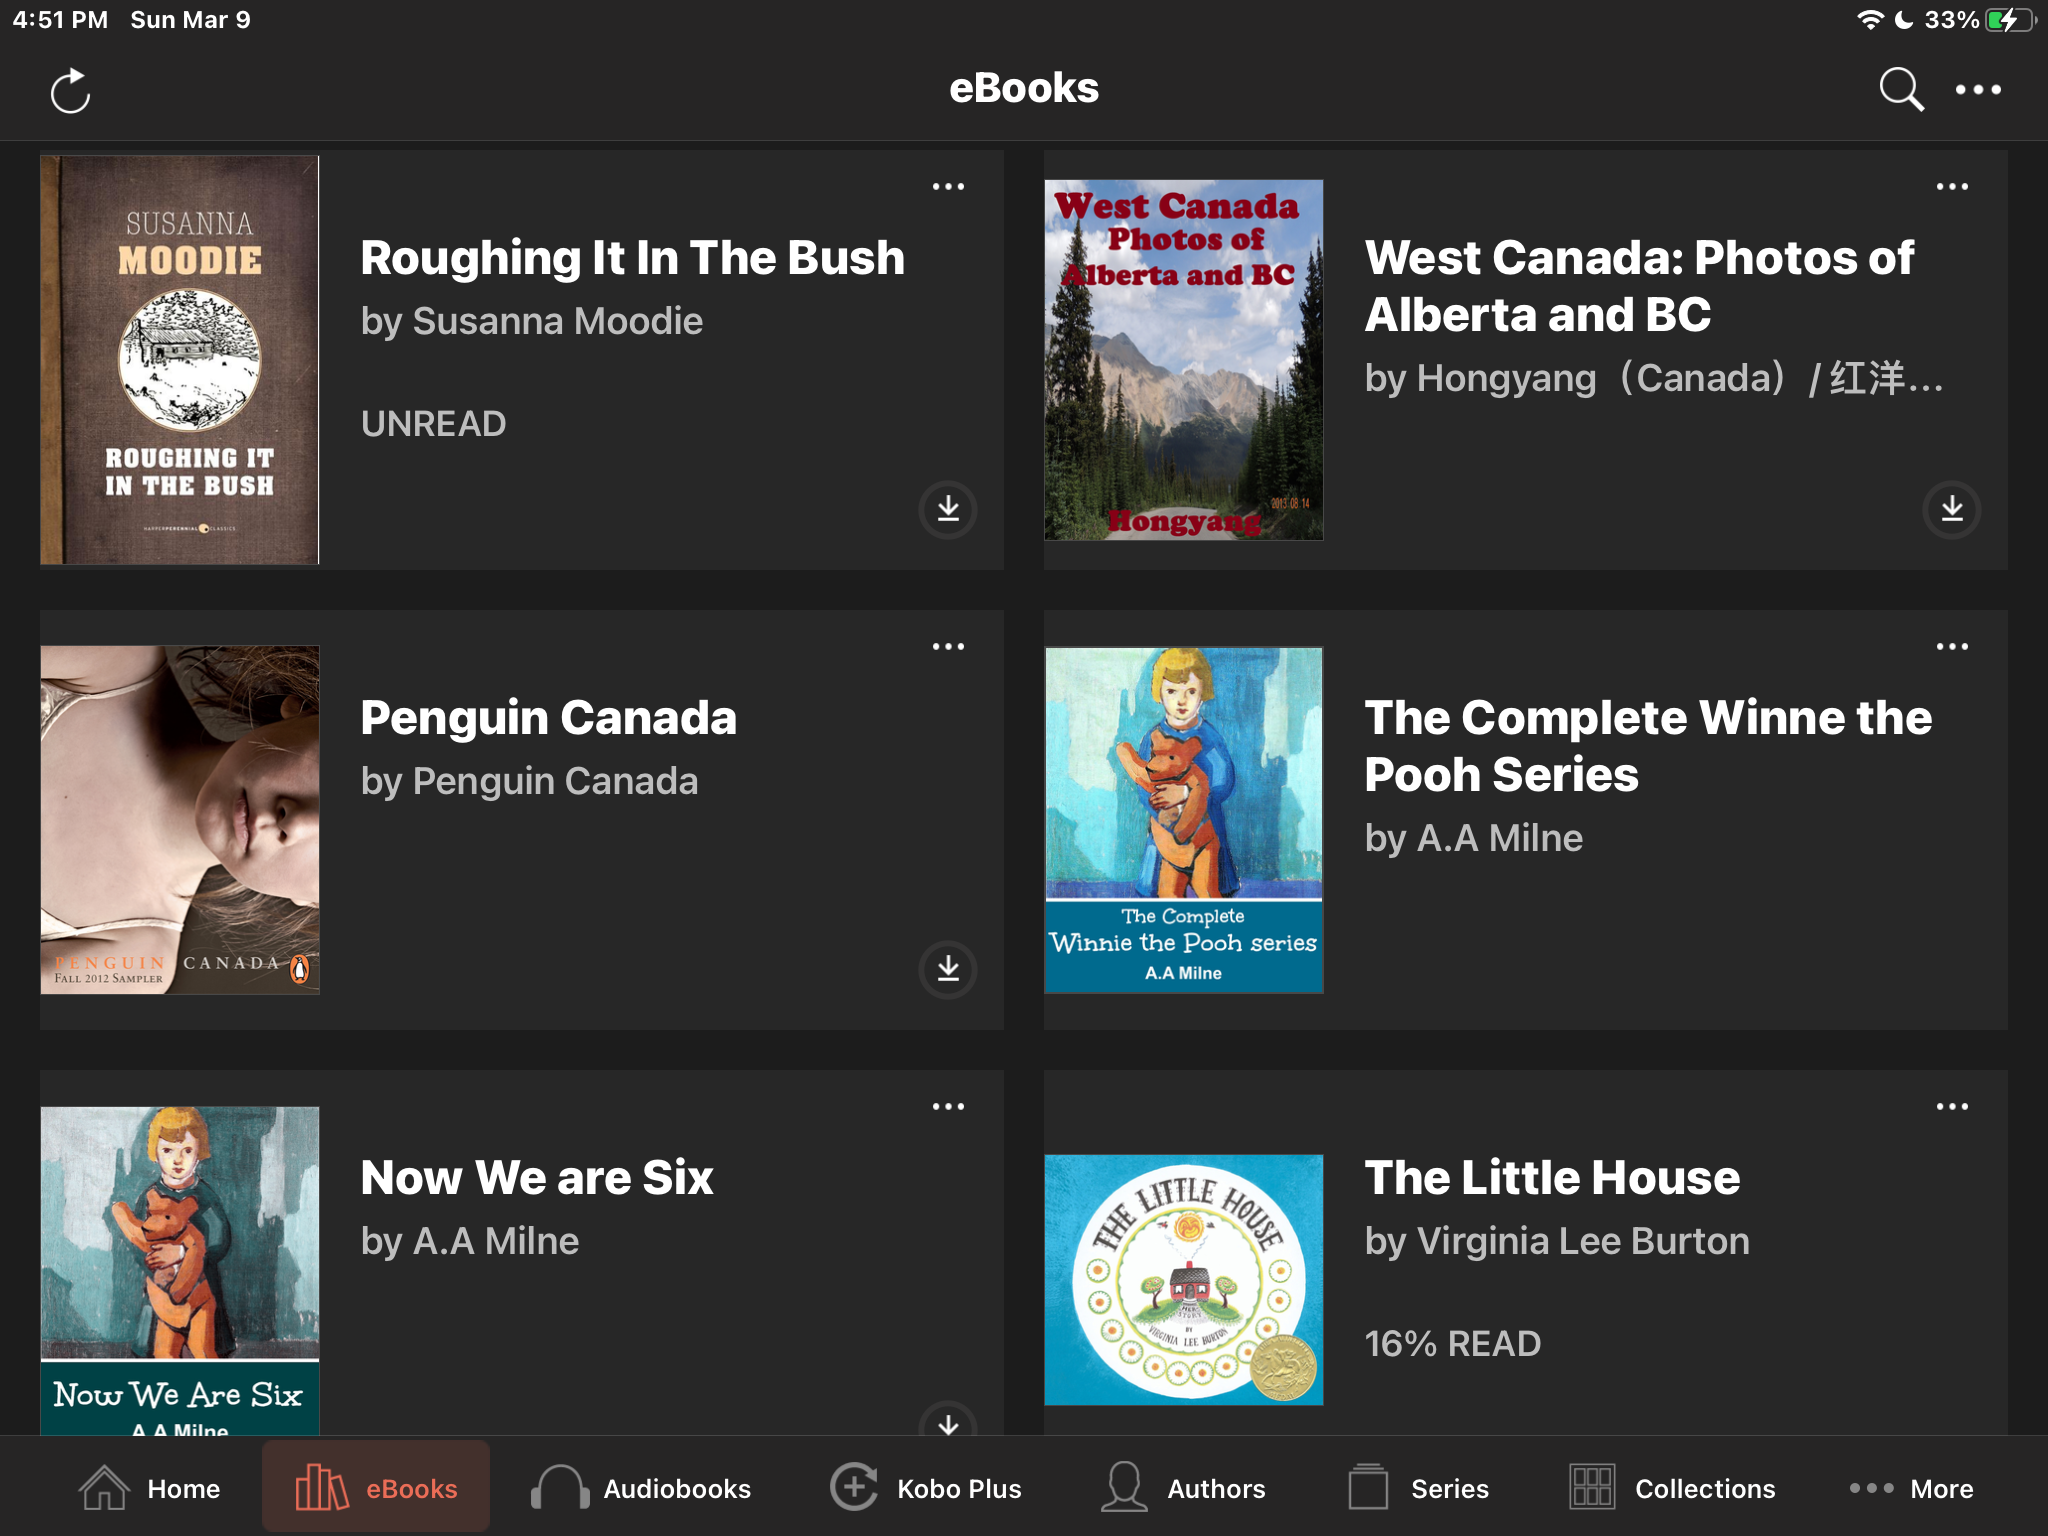 4:51 PM Sun Mar 9
33%
eBooks
SUSANNA
MOODIE
ROUGHING IT
IN THE BUSH
HARPERPERENNIAL CLASSICS
Roughing It In The Bush
by Susanna Moodie
UNREAD
West Canada
Photos of
Alberta and BC
2013 08 14
Hongyang
West Canada: Photos of
Alberta and BC
by Hongyang（Canada）/ 红洋...
PENGUIN CANADA
FALL 2012 SAMPLER
Penguin Canada
by Penguin Canada
The Complete
Winnie the Pooh series
A.A Milne
The Complete Winne the
Pooh Series
by A.A Milne
Now We Are Six
A.A Milne
Now We are Six
by A.A Milne
THE LITTLE HOUSE
HER
STORY
BY
VIRGINIA LEE BURTON
The Little House
by Virginia Lee Burton
16% READ
Home
eBooks
Audiobooks
Kobo Plus
Authors
Series
Collections
More